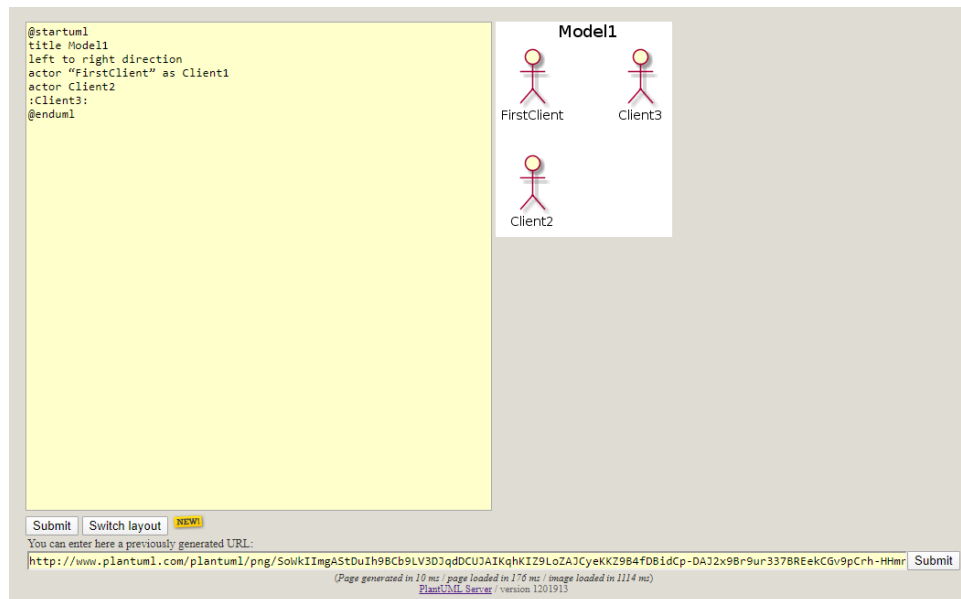 @startuml
title Model1
left to right direction
actor “FirstClient” as Client1
actor Client2
:Client3:
@enduml
Model1
FirstClient
Client3
Client2
Submit
Switch layout
NEW!
You can enter here a previously generated URL:
http://www.plantuml.com/plantuml/png/SoWkIImgAStDuIh9BCb9LV3DJqdDCUJAIKqhKIZ9LoZAJCyeKKZ9B4fDBidCp-DAJ2x9Br9ur337BREekCGv9pCrh-HHmr
Submit
(Page generated in 10 ms / page loaded in 176 ms / image loaded in 1114 ms)
PlantUML Server / version 1201913